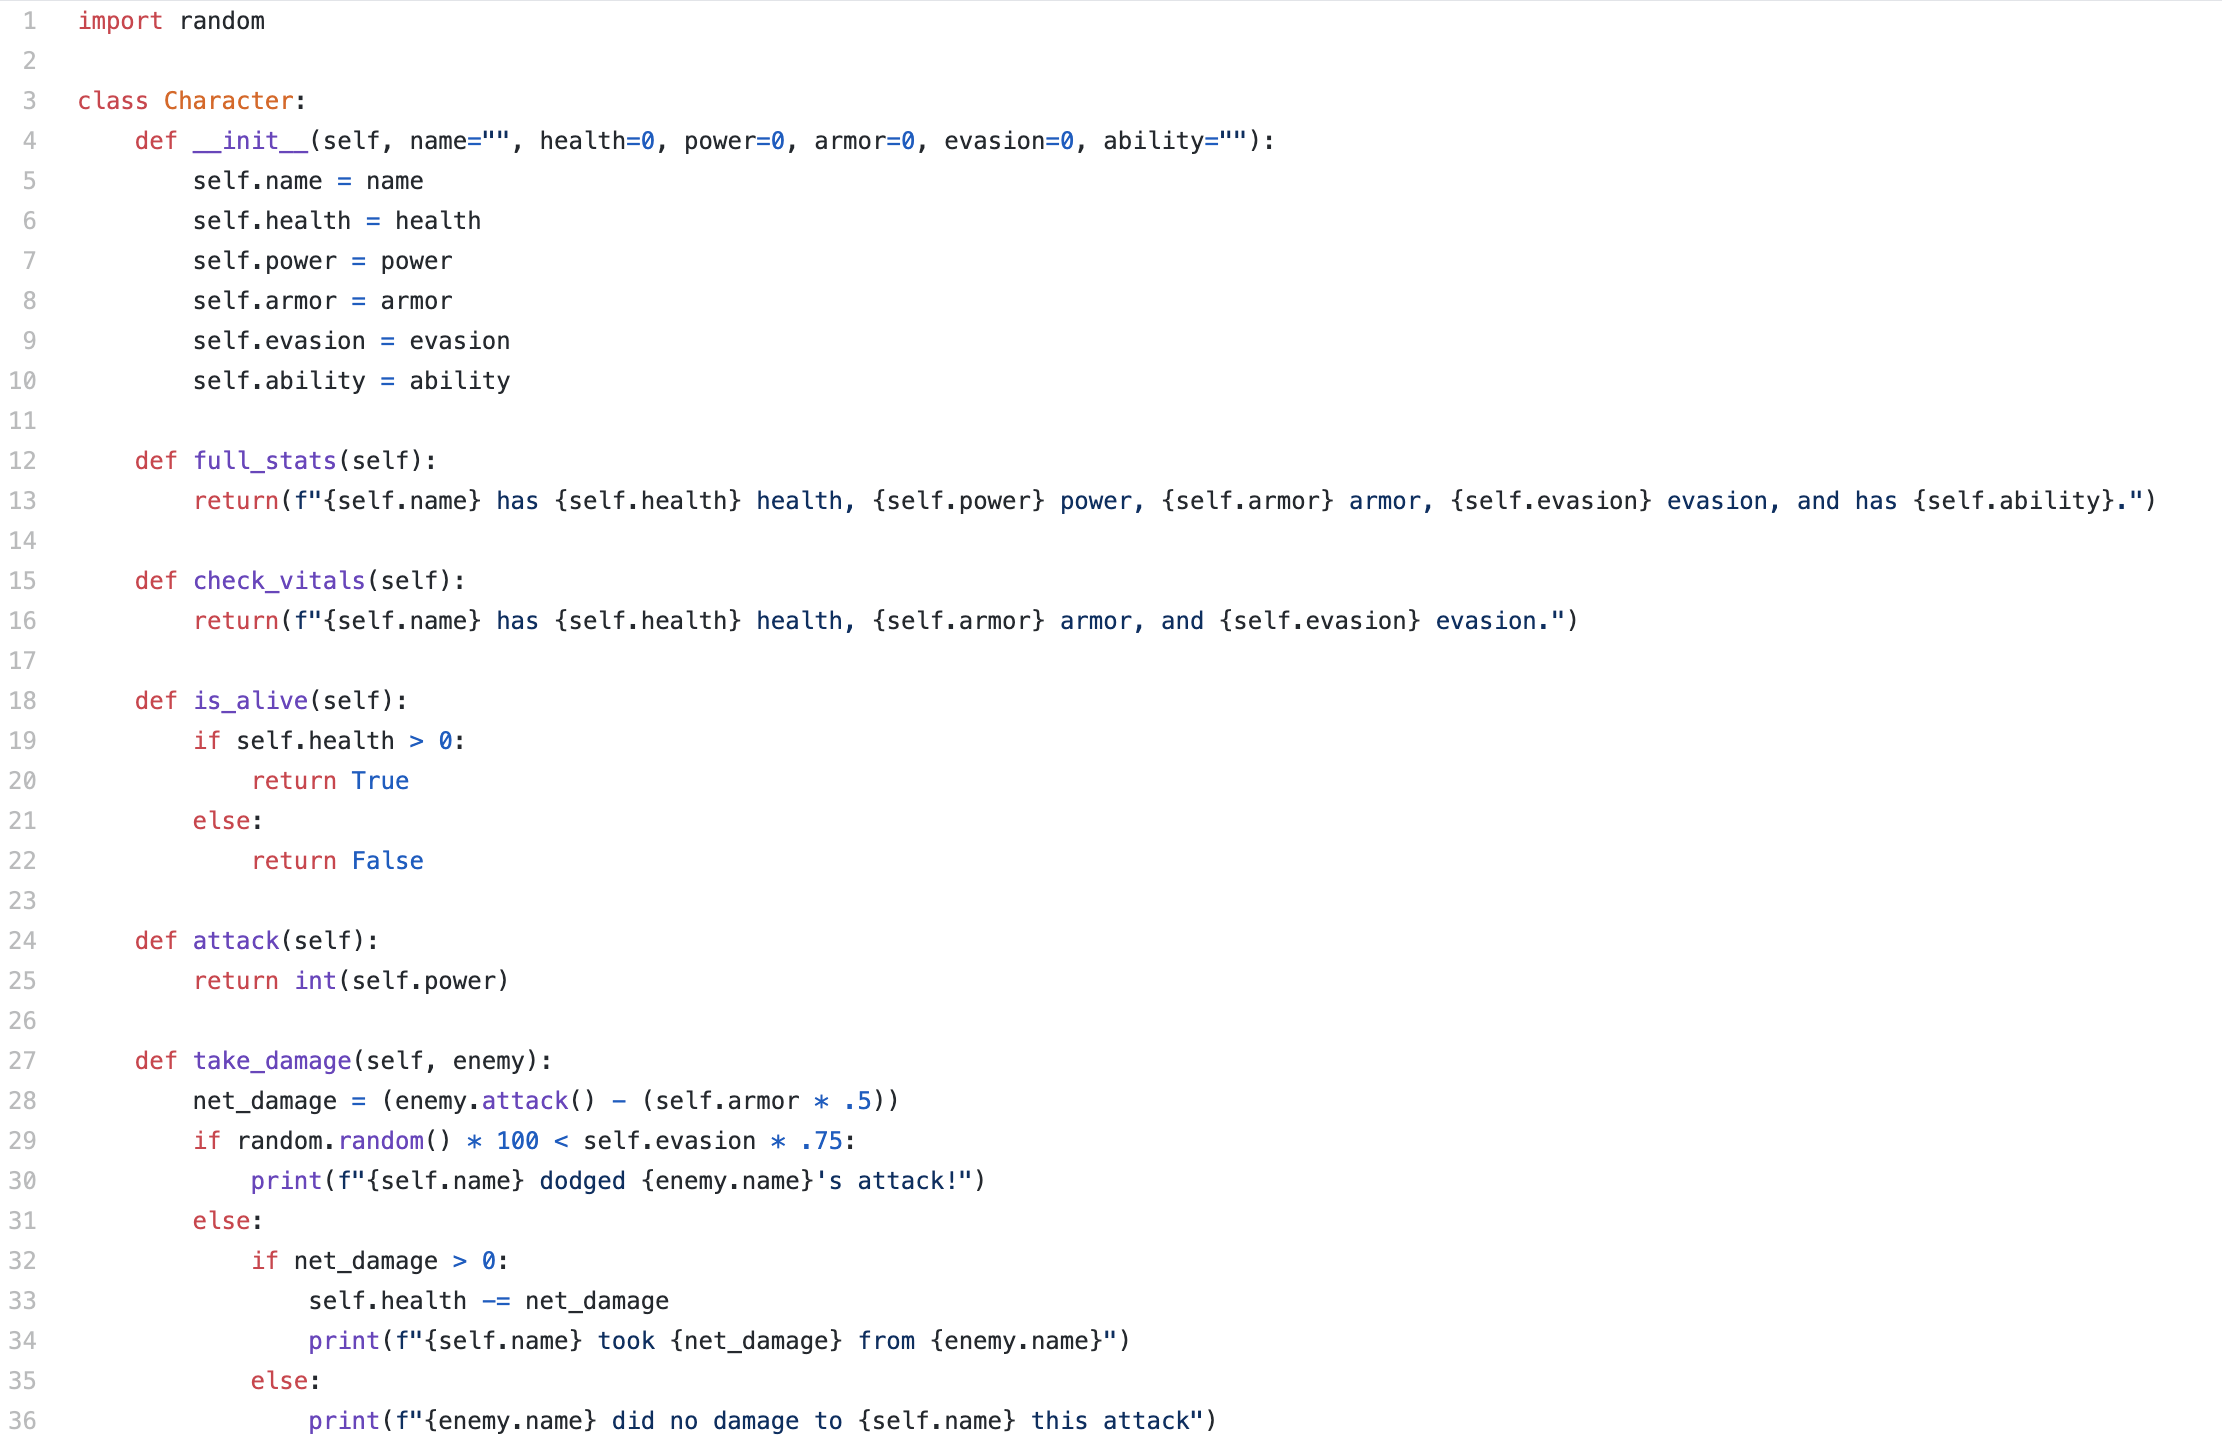 1 import random
2
3 class Character:
4     def __init__(self, name="", health=0, power=0, armor=0, evasion=0, ability=""):
5         self.name = name
6         self.health = health
7         self.power = power
8         self.armor = armor
9         self.evasion = evasion
10         self.ability = ability
11
12     def full_stats(self):
13         return(f"{self.name} has {self.health} health, {self.power} power, {self.armor} armor, {self.evasion} evasion, and has {self.ability}.")
14
15     def check_vitals(self):
16         return(f"{self.name} has {self.health} health, {self.armor} armor, and {self.evasion} evasion.")
17
18     def is_alive(self):
19         if self.health > 0:
20             return True
21         else:
22             return False
23
24     def attack(self):
25         return int(self.power)
26
27     def take_damage(self, enemy):
28         net_damage = (enemy.attack() - (self.armor * .5))
29         if random.random() * 100 < self.evasion * .75:
30             print(f"{self.name} dodged {enemy.name}'s attack!")
31         else:
32             if net_damage > 0:
33                 self.health -= net_damage
34                 print(f"{self.name} took {net_damage} from {enemy.name}")
35             else:
36                 print(f"{enemy.name} did no damage to {self.name} this attack")